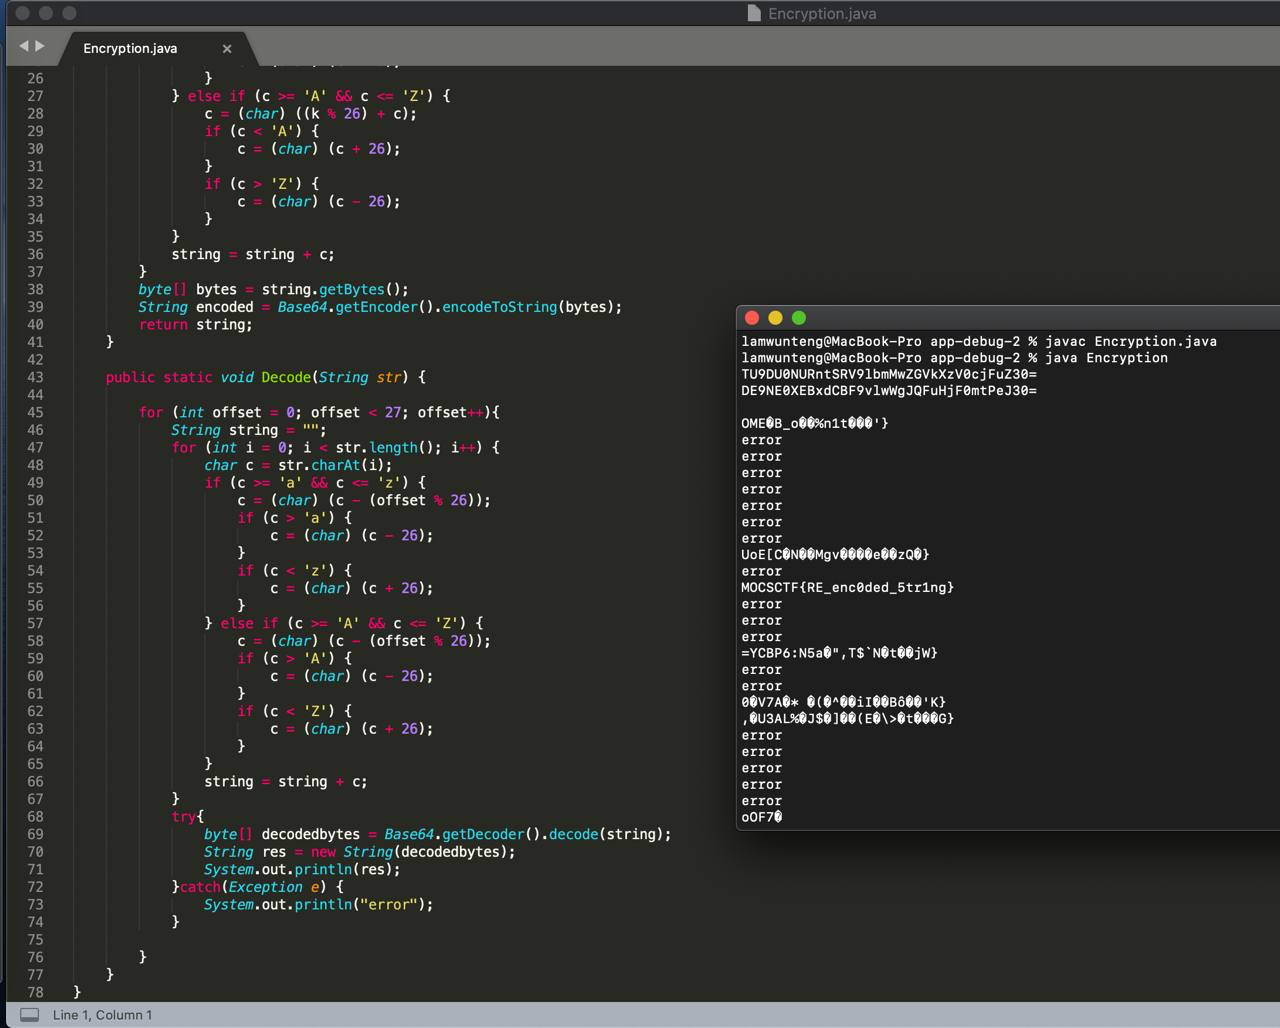 Encryption.java
Encryption.java
26 }
27 } else if (c >= 'A' && c <= 'Z') {
28 c = (char) ((k % 26) + c);
29 if (c < 'A') {
30 c = (char) (c + 26);
31 }
32 if (c > 'Z') {
33 c = (char) (c - 26);
34 }
35 }
36 string = string + c;
37 }
38 byte[] bytes = string.getBytes();
39 String encoded = Base64.getEncoder().encodeToString(bytes);
40 return string;
41 }
42
43 public static void Decode(String str) {
44
45 for (int offset = 0; offset < 27; offset++){
46 String string = "";
47 for (int i = 0; i < str.length(); i++) {
48 char c = str.charAt(i);
49 if (c >= 'a' && c <= 'z') {
50 c = (char) (c - (offset % 26));
51 if (c > 'a') {
52 c = (char) (c - 26);
53 }
54 if (c < 'z') {
55 c = (char) (c + 26);
56 }
57 } else if (c >= 'A' && c <= 'Z') {
58 c = (char) (c - (offset % 26));
59 if (c > 'A') {
60 c = (char) (c - 26);
61 }
62 if (c < 'Z') {
63 c = (char) (c + 26);
64 }
65 }
66 string = string + c;
67 }
68 try{
69 byte[] decodedbytes = Base64.getDecoder().decode(string);
70 String res = new String(decodedbytes);
71 System.out.println(res);
72 }catch(Exception e) {
73 System.out.println("error");
74 }
75
76 }
77 }
78 }
Line 1, Column 1
lamwunteng@MacBook-Pro app-debug-2 % javac Encryption.java
lamwunteng@MacBook-Pro app-debug-2 % java Encryption
TU9DU0NURntSRV9lbmMwZGVkXzV0cjFuZ30=
DE9NE0XEBxdCBF9vlwWgJQFuHjF0mtPeJ30=
OME�B_o��%n1t���'}
error
error
error
error
error
error
error
UoE[C�N��Mgv����e��zQ�}
error
MOCSCTF{RE_enc0ded_5tr1ng}
error
error
error
=YCBP6:N5a�",T$`N�t��jW}
error
error
0�V7A�* �(�^��iI��Bô��'K}
,�U3AL%�J$�]��(E�\>�t���G}
error
error
error
error
error
oOF7�